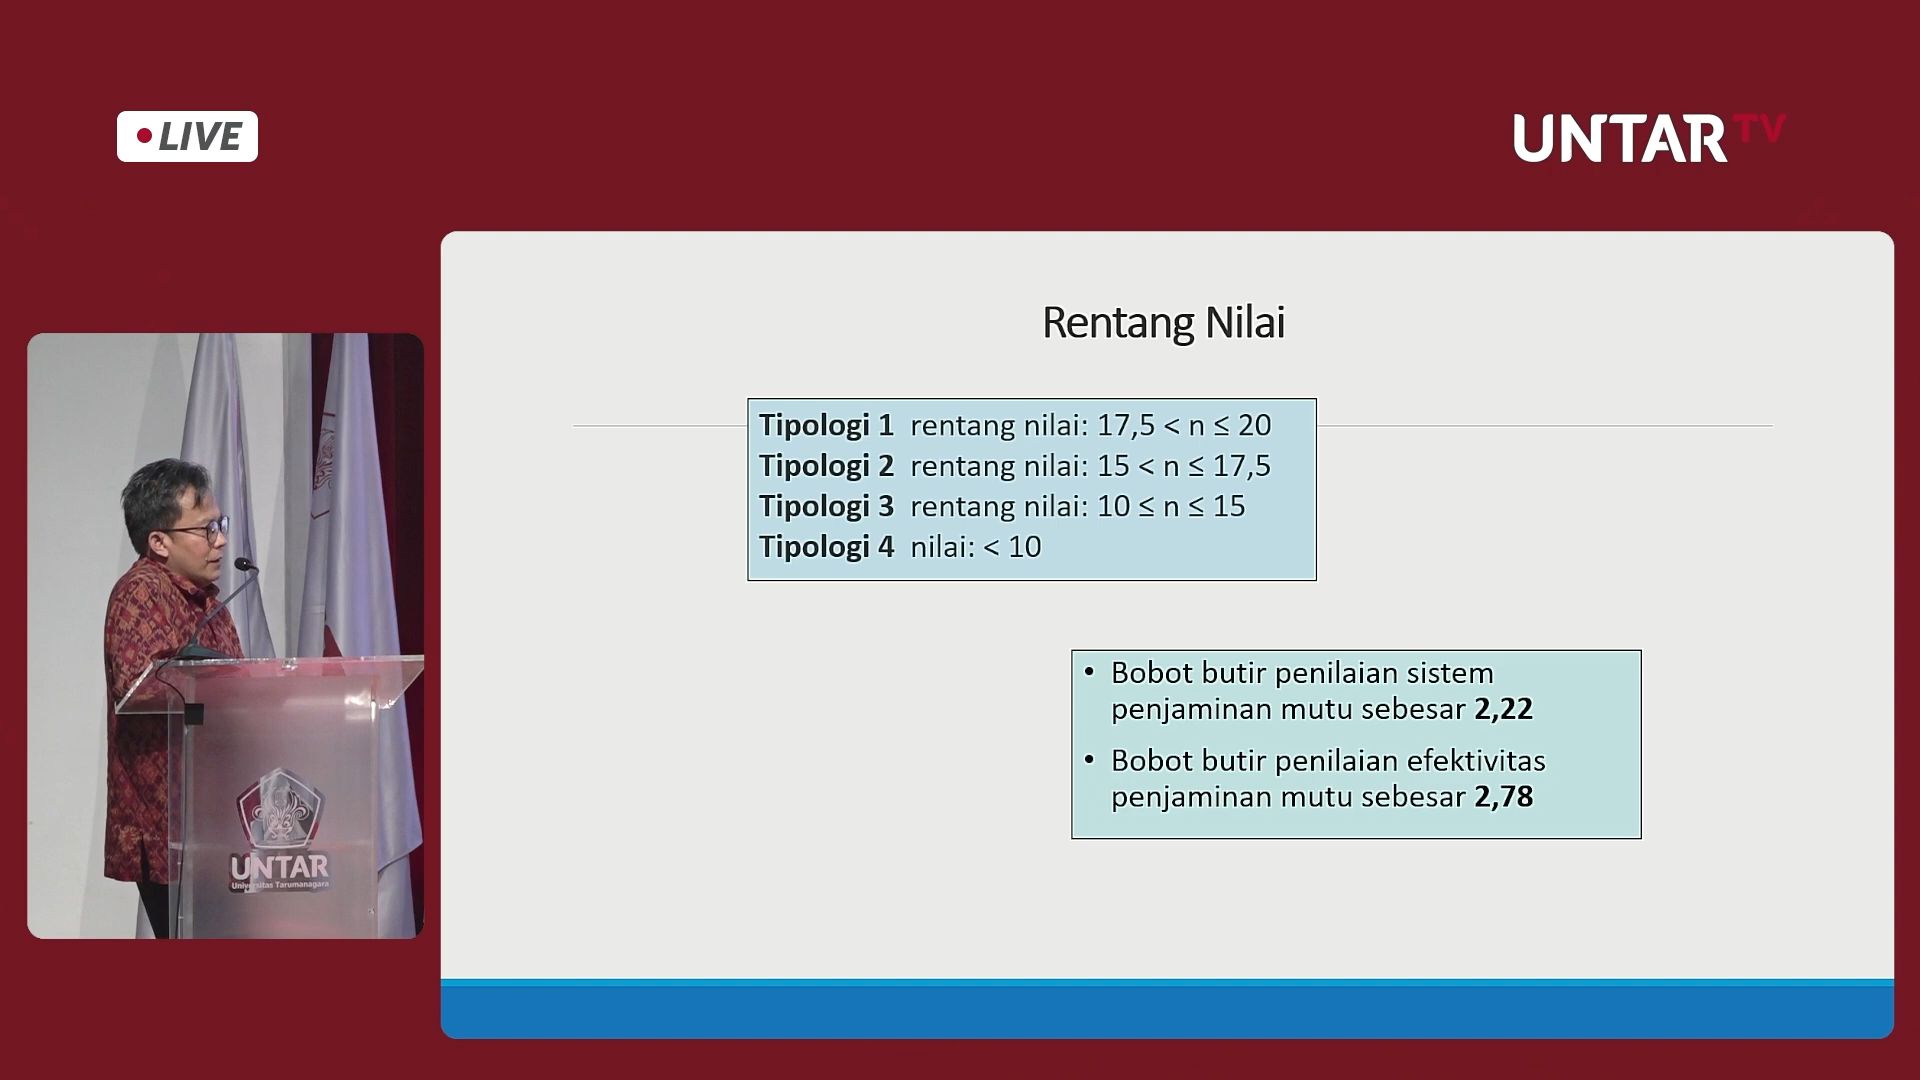 LIVE
UNTAR TV
Rentang Nilai
Tipologi 1 rentang nilai: 17,5 < n ≤ 20
Tipologi 2 rentang nilai: 15 < n ≤ 17,5
Tipologi 3 rentang nilai: 10 ≤ n ≤ 15
Tipologi 4 nilai: < 10
• Bobot butir penilaian sistem
penjaminan mutu sebesar 2,22
• Bobot butir penilaian efektivitas
penjaminan mutu sebesar 2,78
UNTAR
Universitas Tarumanagara